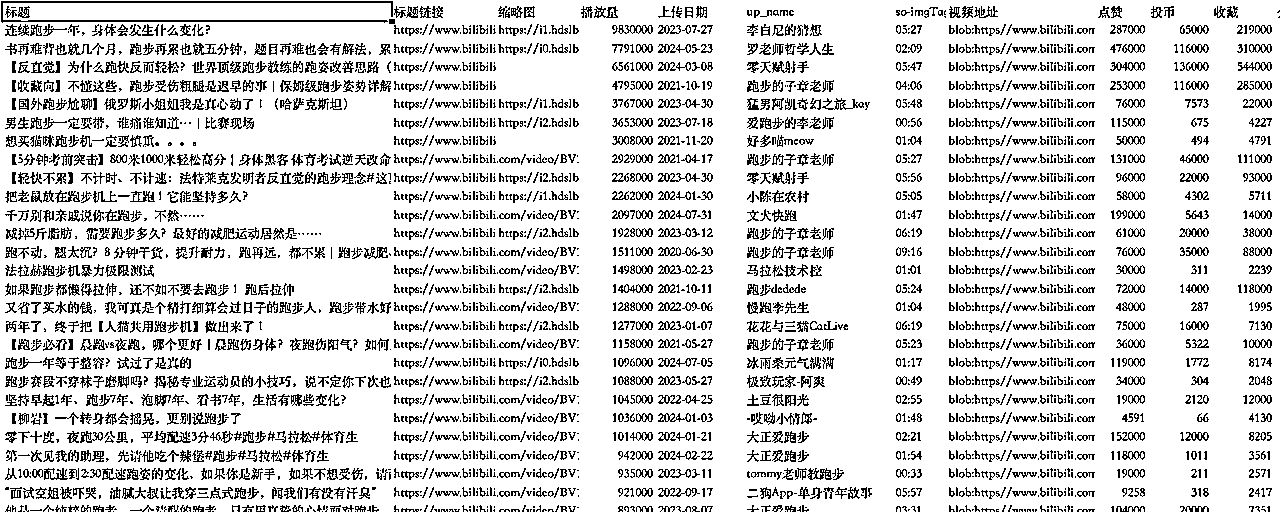 标题 标题链接 缩略图 播放量 上传日期 up_name so-imgTag 视频地址 点赞 投币 收藏
连续跑步一年，身体会发生什么变化？ https://www.bilibili https://i1.hdslb 9830000 2023-07-27 李自尼的猜想 05:21 blob:https//www.bilibili.com 287000 65000 219000
书再难背也就几个月，跑步再累也就五分钟，题目再难也会有解法，累 https://www.bilibili https://i0.hdslb 7791000 2024-05-23 罗老师哲学人生 02:09 blob:https//www.bilibili.com 476000 116000 310000
【反直觉】为什么跑快反而轻松？世界顶级跑步教练的跑姿改善思路（ https://www.bilibili 6561000 2024-03-08 零天赋射手 05:47 blob:https//www.bilibili.com 304000 136000 544000
【收藏向】不懂这些，跑步受伤粗腿是迟早的事｜保姆级跑步姿势详解 https://www.bilibili 4795000 2021-10-19 跑步的子章老师 04:06 blob:https//www.bilibili.com 253000 116000 285000
【国外跑步尬聊】俄罗斯小姐姐我是真心动了！（哈萨克斯坦） https://www.bilibili https://i1.hdslb 3767000 2023-04-30 猛男阿凯奇幻之旅_kay 05:48 blob:https//www.bilibili.com 76000 7573 22000
男生跑步一定要带，谁痛谁知道…｜比赛现场 https://www.bilibili https://i2.hdslb 3653000 2023-07-18 爱跑步的李老师 00:56 blob:https//www.bilibili.com 115000 675 4227
想买猫咪跑步机一定要慎重。。。。 https://www.bilibili 3008000 2021-11-20 好多喵meow 01:04 blob:https//www.bilibili.com 50000 494 4791
【5分钟考前突击】800米1000米轻松高分！身体黑客 体育考试逆天改命 https://www.bilibili.com/video/BV1 2929000 2021-04-17 跑步的子章老师 05:27 blob:https//www.bilibili.com 131000 46000 111000
【轻快不累】不计时、不计速：法特莱克发明者反直觉的跑步理念#这 https://www.bilibili https://i2.hdslb 2268000 2023-04-30 零天赋射手 05:56 blob:https//www.bilibili.com 96000 22000 93000
把老鼠放在跑步机上一直跑！它能坚持多久？ https://www.bilibili https://i1.hdslb 2262000 2024-01-30 小陈在农村 05:05 blob:https//www.bilibili.com 58000 4302 5711
千万别和亲戚说你在跑步，不然…… https://www.bilibili.com/video/BV1 2097000 2024-07-31 文犬快跑 01:47 blob:https//www.bilibili.com 199000 5643 14000
减掉5斤脂肪，需要跑步多久？最好的减肥运动居然是…… https://www.bilibili https://i2.hdslb 1928000 2023-03-12 跑步的子章老师 06:19 blob:https//www.bilibili.com 61000 20000 38000
跑不动，腿太沉？8分钟干货，提升耐力，跑再远，都不累｜跑步减肥 https://www.bilibili.com/video/BV1 1511000 2020-06-30 跑步的子章老师 09:16 blob:https//www.bilibili.com 76000 35000 88000
法拉赫跑步机暴力极限测试 https://www.bilibili.com/video/BV1 1498000 2023-02-23 马拉松技术控 01:01 blob:https//www.bilibili.com 30000 311 2239
如果跑步都懒得拉伸，还不如不要去跑步！ 跑后拉伸 https://www.bilibili https://i2.hdslb 1404000 2021-10-11 跑步dedede 05:24 blob:https//www.bilibili.com 72000 14000 118000
又省了买水的钱，我可真是个精打细算会过日子的跑步人，跑步带水好 https://www.bilibili.com/video/BV1 1288000 2022-09-06 慢跑李先生 01:04 blob:https//www.bilibili.com 48000 287 1995
两年了，终于把【人猫共用跑步机】做出来了！ https://www.bilibili https://i2.hdslb 1277000 2023-01-07 花花与三猫CatLive 06:19 blob:https//www.bilibili.com 75000 16000 7130
【跑步必看】晨跑vs夜跑，哪个更好｜晨跑伤身体？夜跑伤阳气？如何 https://www.bilibili.com/video/BV1 1158000 2021-05-27 跑步的子章老师 05:23 blob:https//www.bilibili.com 36000 5322 10000
跑步一年等于整容？试过了是真的 https://www.bilibili https://i0.hdslb 1096000 2024-07-05 冰雨桑元气满满 01:17 blob:https//www.bilibili.com 119000 1772 8174
跑步赛段不穿袜子磨脚吗？揭秘专业运动员的小技巧，说不定你下次也 https://www.bilibili https://i2.hdslb 1088000 2023-05-27 极致玩家-阿爽 00:49 blob:https//www.bilibili.com 34000 304 2048
坚持早起1年、跑步7年、泡脚7年、看书7年，生活有哪些变化？ https://www.bilibili.com/video/BV1 1045000 2022-04-25 土豆很阳光 02:55 blob:https//www.bilibili.com 19000 2120 12000
【柳岩】一个转身都会摇晃，更别说跑步了 https://www.bilibili.com/video/BV1 1036000 2024-01-03 -哎呦小情郎- 01:48 blob:https//www.bilibili.com 4591 66 4130
零下十度，夜跑30公里，平均配速3分46秒#跑步#马拉松#体育生 https://www.bilibili.com/video/BV1 1014000 2024-01-21 大正爱跑步 02:21 blob:https//www.bilibili.com 152000 12000 8205
第一次见我的助理，先请他吃个辣堡#跑步#马拉松#体育生 https://www.bilibili.com/video/BV1 942000 2024-02-22 大正爱跑步 01:54 blob:https//www.bilibili.com 118000 1011 3561
从10:00配速到2:30配速跑姿的变化、如果你是新手，如果不想受伤，请 https://www.bilibili.com/video/BV1 935000 2023-03-11 tommy老师教跑步 00:33 blob:https//www.bilibili.com 19000 211 2571
“面试空姐被吓哭，油腻大叔让我穿三点式跑步，闻我们有没有汗臭” https://www.bilibili.com/video/BV1 921000 2022-09-17 二狗App-单身青年故事 05:57 blob:https//www.bilibili.com 9258 318 2417